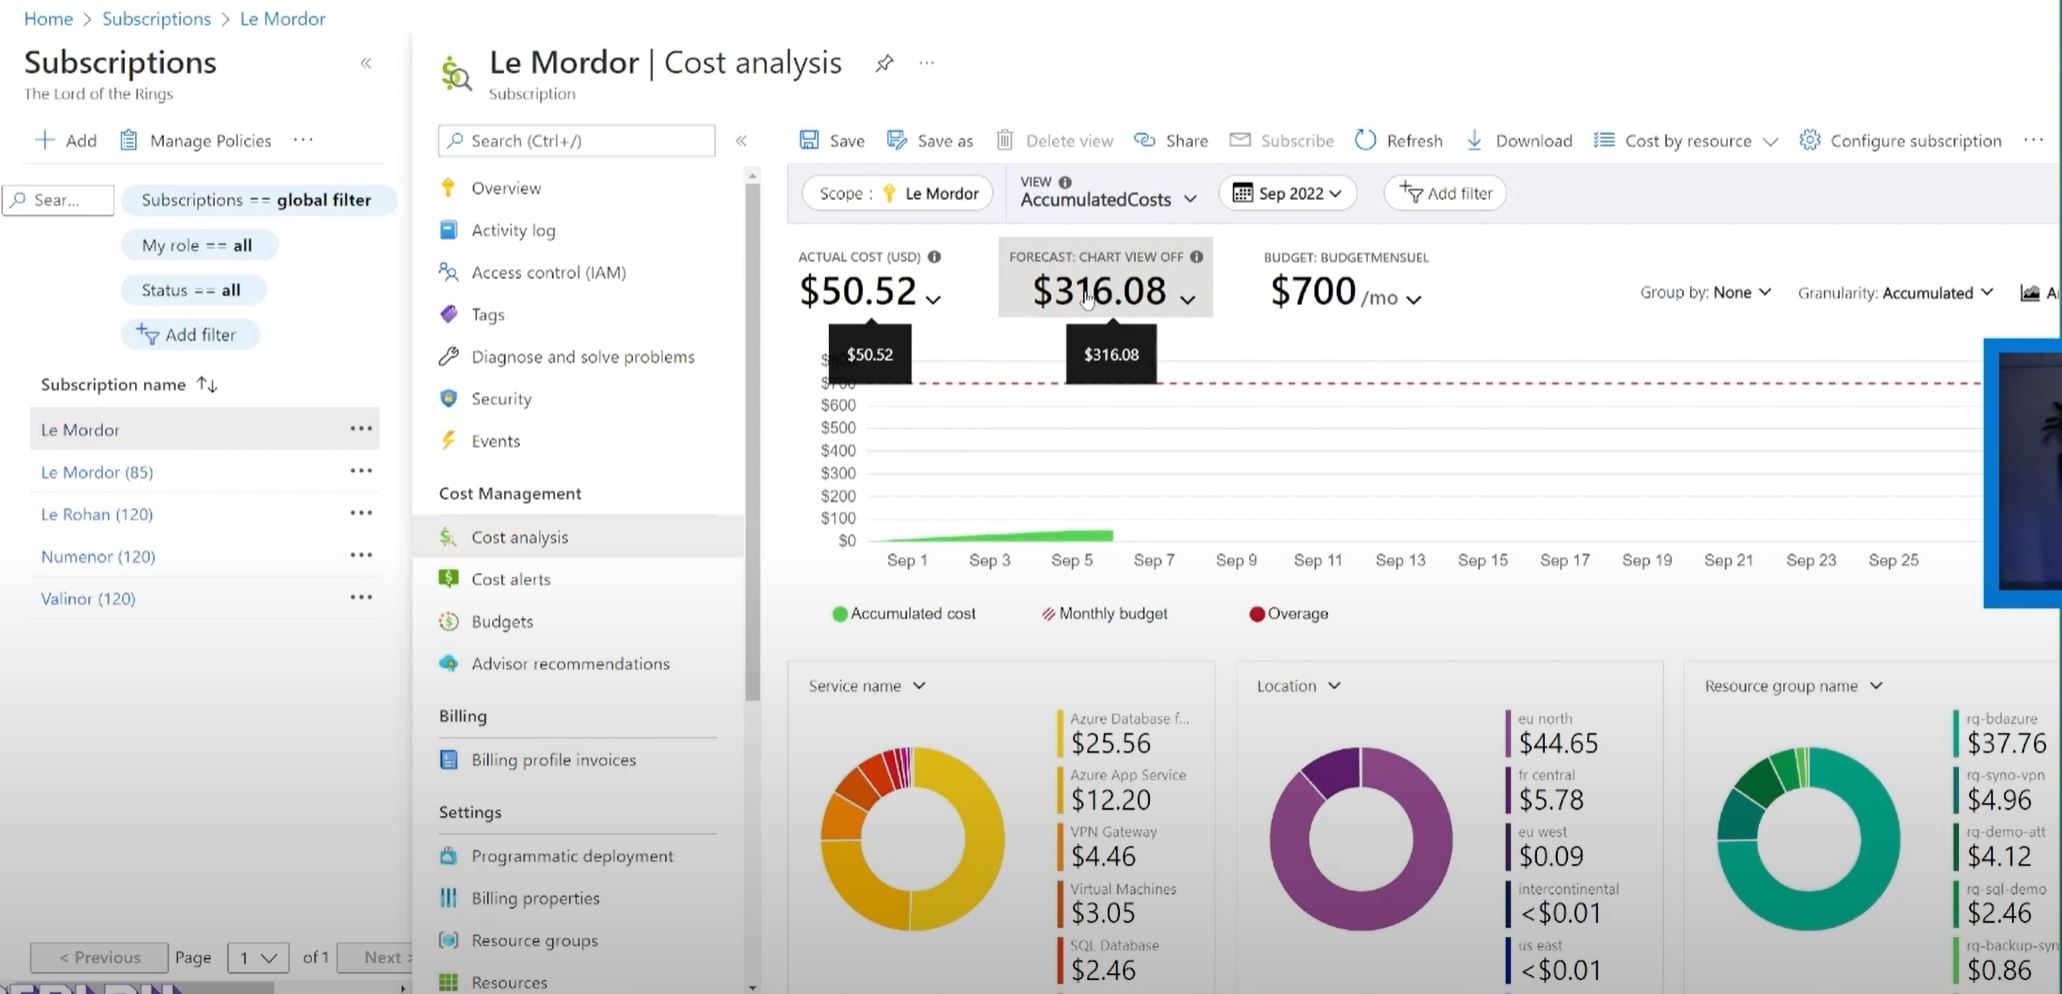 Home > Subscriptions > Le Mordor
Subscriptions
The Lord of the Rings
Add
Manage Policies
Sear...
Subscriptions == global filter
My role == all
Status == all
Add filter
Subscription name
Le Mordor
Le Mordor (85)
Le Rohan (120)
Numenor (120)
Valinor (120)
< Previous
Page
1
of 1
Next >
Le Mordor | Cost analysis
Subscription
Search (Ctrl+/)
Overview
Activity log
Access control (IAM)
Tags
Diagnose and solve problems
Security
Events
Cost Management
Cost analysis
Cost alerts
Budgets
Advisor recommendations
Billing
Billing profile invoices
Settings
Programmatic deployment
Billing properties
Resource groups
Resources
Save
Save as
Delete view
Share
Subscribe
Refresh
Download
Cost by resource
Configure subscription
Scope : Le Mordor
VIEW
AccumulatedCosts
Sep 2022
Add filter
ACTUAL COST (USD)
$50.52
$50.52
FORECAST: CHART VIEW OFF
$316.08
$316.08
BUDGET: BUDGETMENSUEL
$700 /mo
Group by: None
Granularity: Accumulated
$600
$500
$400
$300
$200
$100
$0
Sep 1 Sep 3 Sep 5 Sep 7 Sep 9 Sep 11 Sep 13 Sep 15 Sep 17 Sep 19 Sep 21 Sep 23 Sep 25
Accumulated cost
Monthly budget
Overage
Service name
Azure Database f...
$25.56
Azure App Service
$12.20
VPN Gateway
$4.46
Virtual Machines
$3.05
SQL Database
$2.46
Location
eu north
$44.65
fr central
$5.78
eu west
$0.09
intercontinental
<$0.01
us east
<$0.01
Resource group name
rg-bdazure
$37.76
rg-syno-vpn
$4.96
rg-demo-att
$4.12
rg-sql-demo
$2.46
rg-backup-syn
$0.86